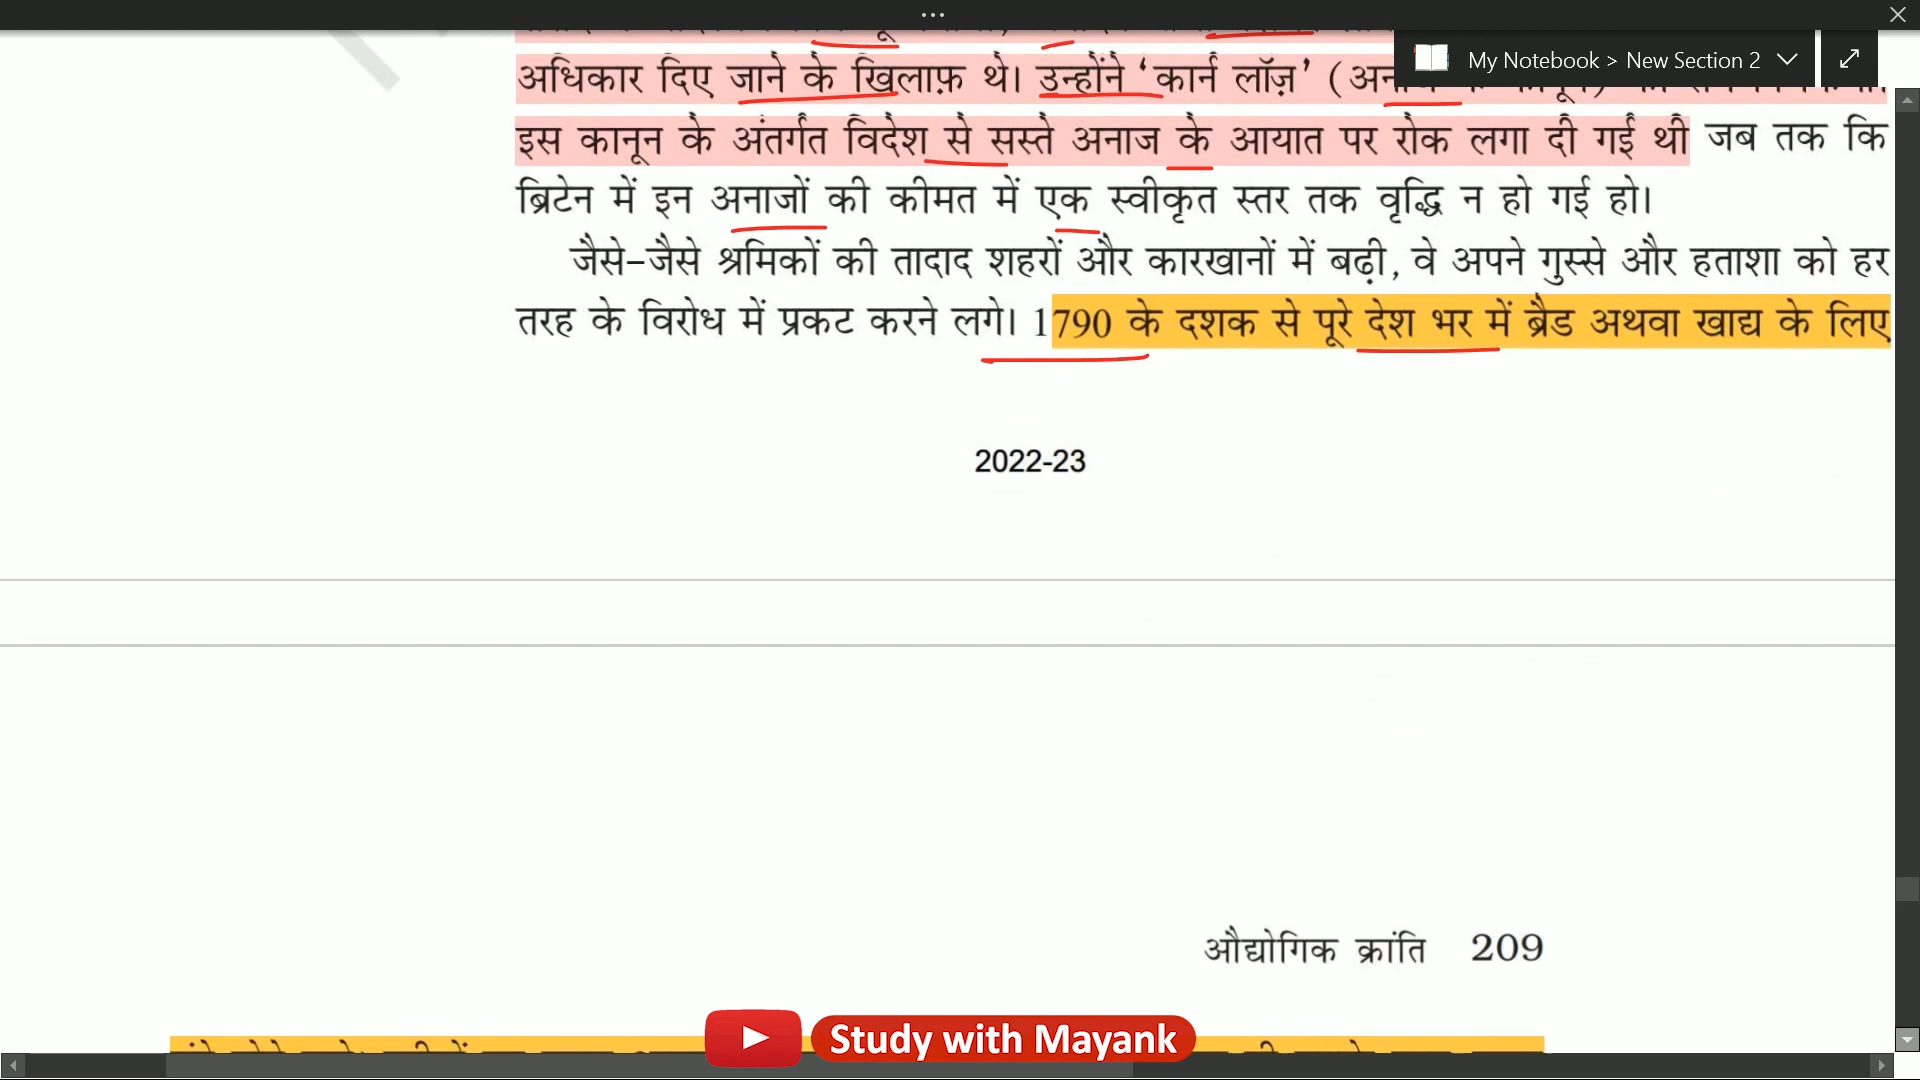 My Notebook > New Section 2
अधिकार दिए जाने के खिलाफ़ थे। उन्होंने ‘कार्न लॉज़’ (
इस कानून के अंतर्गत विदेश से सस्ते अनाज के आयात पर रोक लगा दी गई थी जब तक कि
ब्रिटेन में इन अनाजों की कीमत में एक स्वीकृत स्तर तक वृद्धि न हो गई हो।
जैसे–जैसे श्रमिकों की तादाद शहरों और कारखानों में बढ़ी, वे अपने गुस्से और हताशा को हर
तरह के विरोध में प्रकट करने लगे। 1790 के दशक से पूरे देश भर में ब्रैड अथवा खाद्य के लिए
2022-23
औद्योगिक क्रांति 209
Study with Mayank